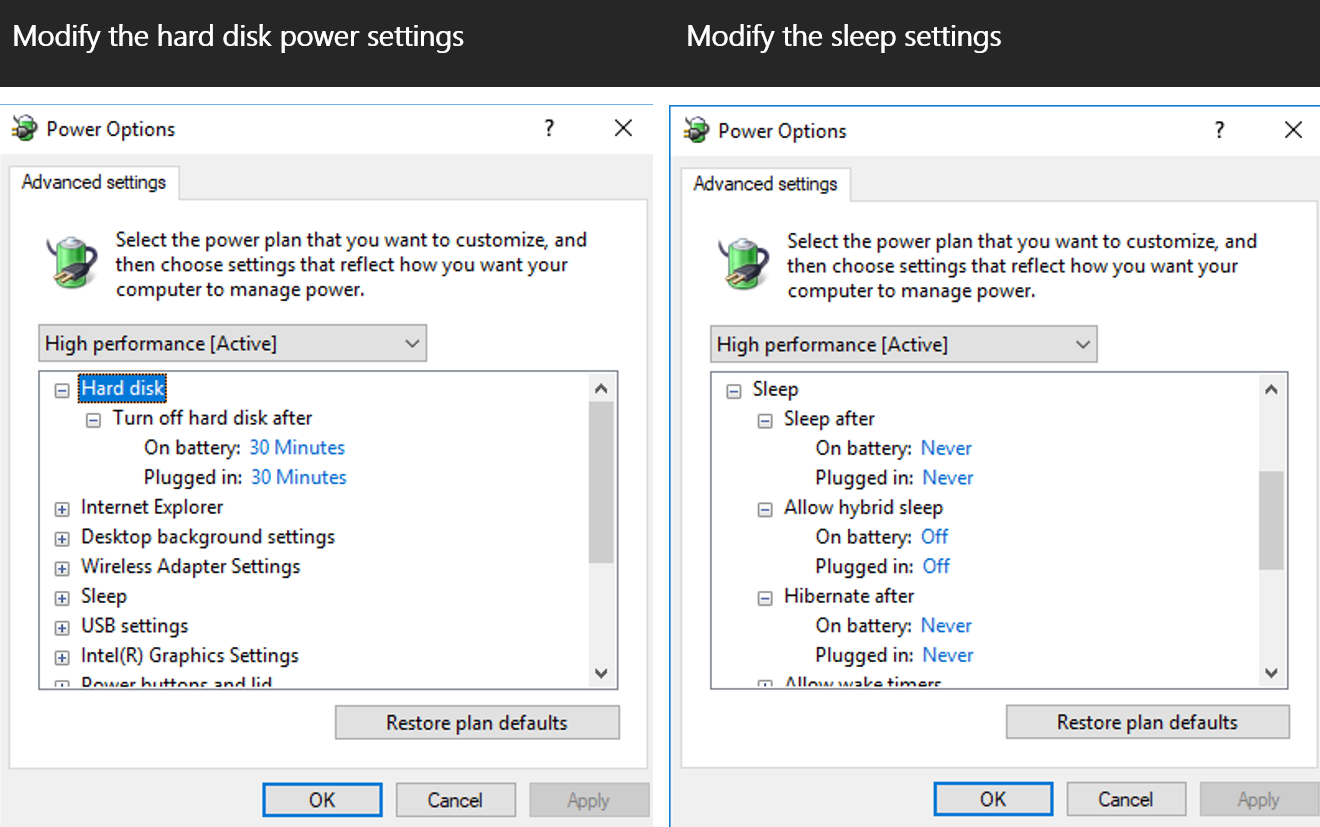 Modify the hard disk power settings
Power Options
?
Advanced settings
Select the power plan that you want to customize, and
then choose settings that reflect how you want your
computer to manage power.
High performance [Active]
Hard disk
Turn off hard disk after
On battery: 30 Minutes
Plugged in: 30 Minutes
Internet Explorer
Desktop background settings
Wireless Adapter Settings
Sleep
USB settings
Intel(R) Graphics Settings
Power buttons and lid
Restore plan defaults
OK Cancel Apply
Modify the sleep settings
Power Options
?
Advanced settings
Select the power plan that you want to customize, and
then choose settings that reflect how you want your
computer to manage power.
High performance [Active]
Sleep
Sleep after
On battery: Never
Plugged in: Never
Allow hybrid sleep
On battery: Off
Plugged in: Off
Hibernate after
On battery: Never
Plugged in: Never
Allow wake timers
Restore plan defaults
OK Cancel Apply